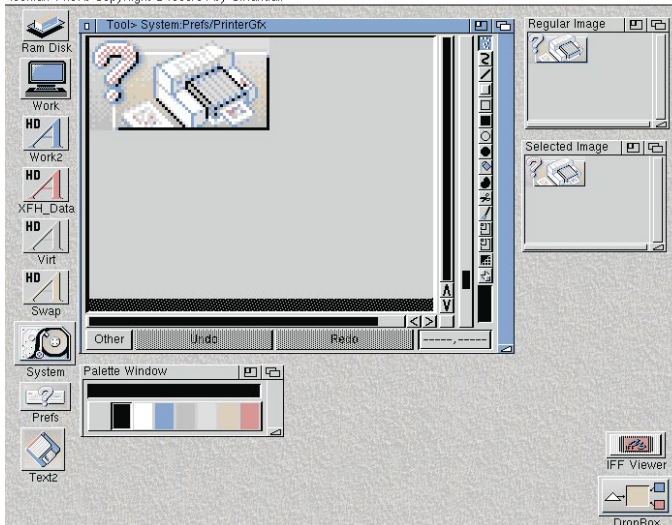 Tool> System:Prefs/PrinterGfx
Regular Image
Ram Disk
Work
HD
Work2
Selected Image
HD
XFH_Data
HD
Virt
HD
Swap
Other
Undo
Redo
-----,-----
System
Palette Window
Prefs
Text2
IFF Viewer
DropBox